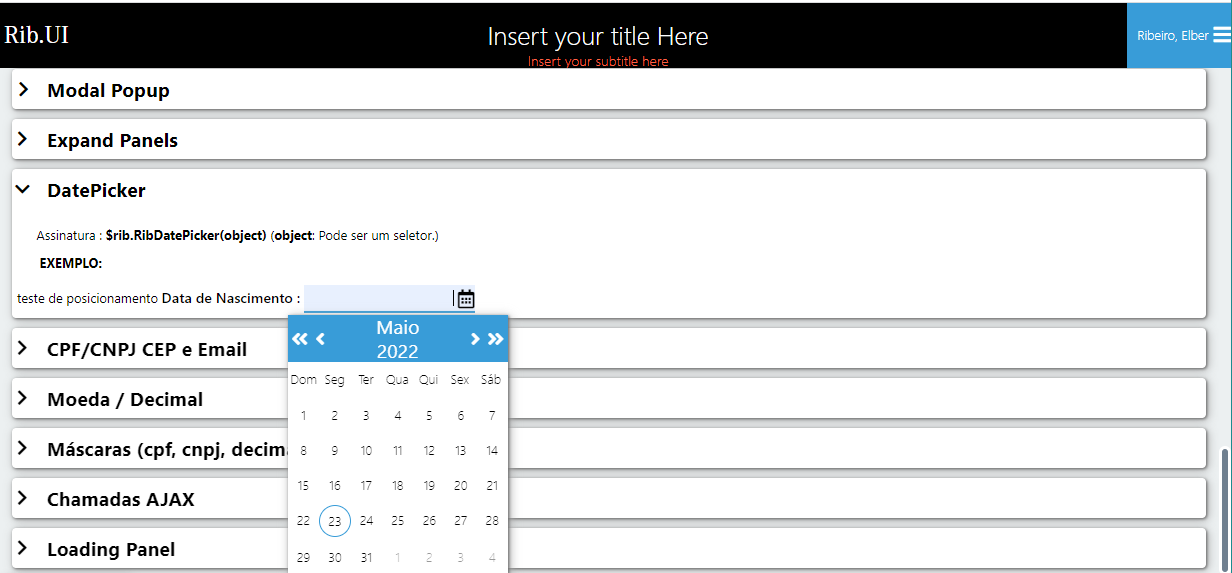 Rib.UI
Insert your title Here
Insert your subtitle here
Ribeiro, Elber
Modal Popup
Expand Panels
DatePicker
Assinatura : $rib.RibDatePicker(object) (object: Pode ser um seletor.)
EXEMPLO:
teste de posicionamento Data de Nascimento :
Maio
2022
Dom Seg Ter Qua Qui Sex Sáb
1 2 3 4 5 6 7
8 9 10 11 12 13 14
15 16 17 18 19 20 21
22 23 24 25 26 27 28
29 30 31 1 2 3 4
CPF/CNPJ CEP e Email
Moeda / Decimal
Máscaras (cpf, cnpj, decim
Chamadas AJAX
Loading Panel